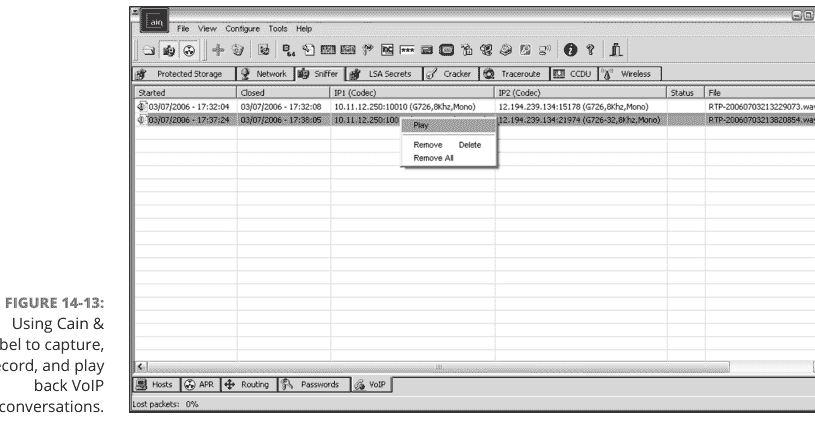 ain
File View Configure Tools Help
Protected Storage Network Sniffer LSA Secrets Cracker Traceroute CCDU Wireless
Started Closed IP1 (Codec) IP2 (Codec) Status File
03/07/2006 - 17:32:04 03/07/2006 - 17:32:08 10.11.12.250:10010 (G726,8Khz,Mono) 12.194.239.134:15178 (G726,8Khz,Mono) RTP-20060703213229073.wav
03/07/2006 - 17:37:24 03/07/2006 - 17:38:05 10.11.12.250:100 12.194.239.134:21974 (G726-32,8Khz,Mono) RTP-20060703213820854.wav
Play
Remove Delete
Remove All
Hosts APR Routing Passwords VoIP
Lost packets: 0%
FIGURE 14-13:
Using Cain &
bel to capture,
ecord, and play
back VoIP
conversations.